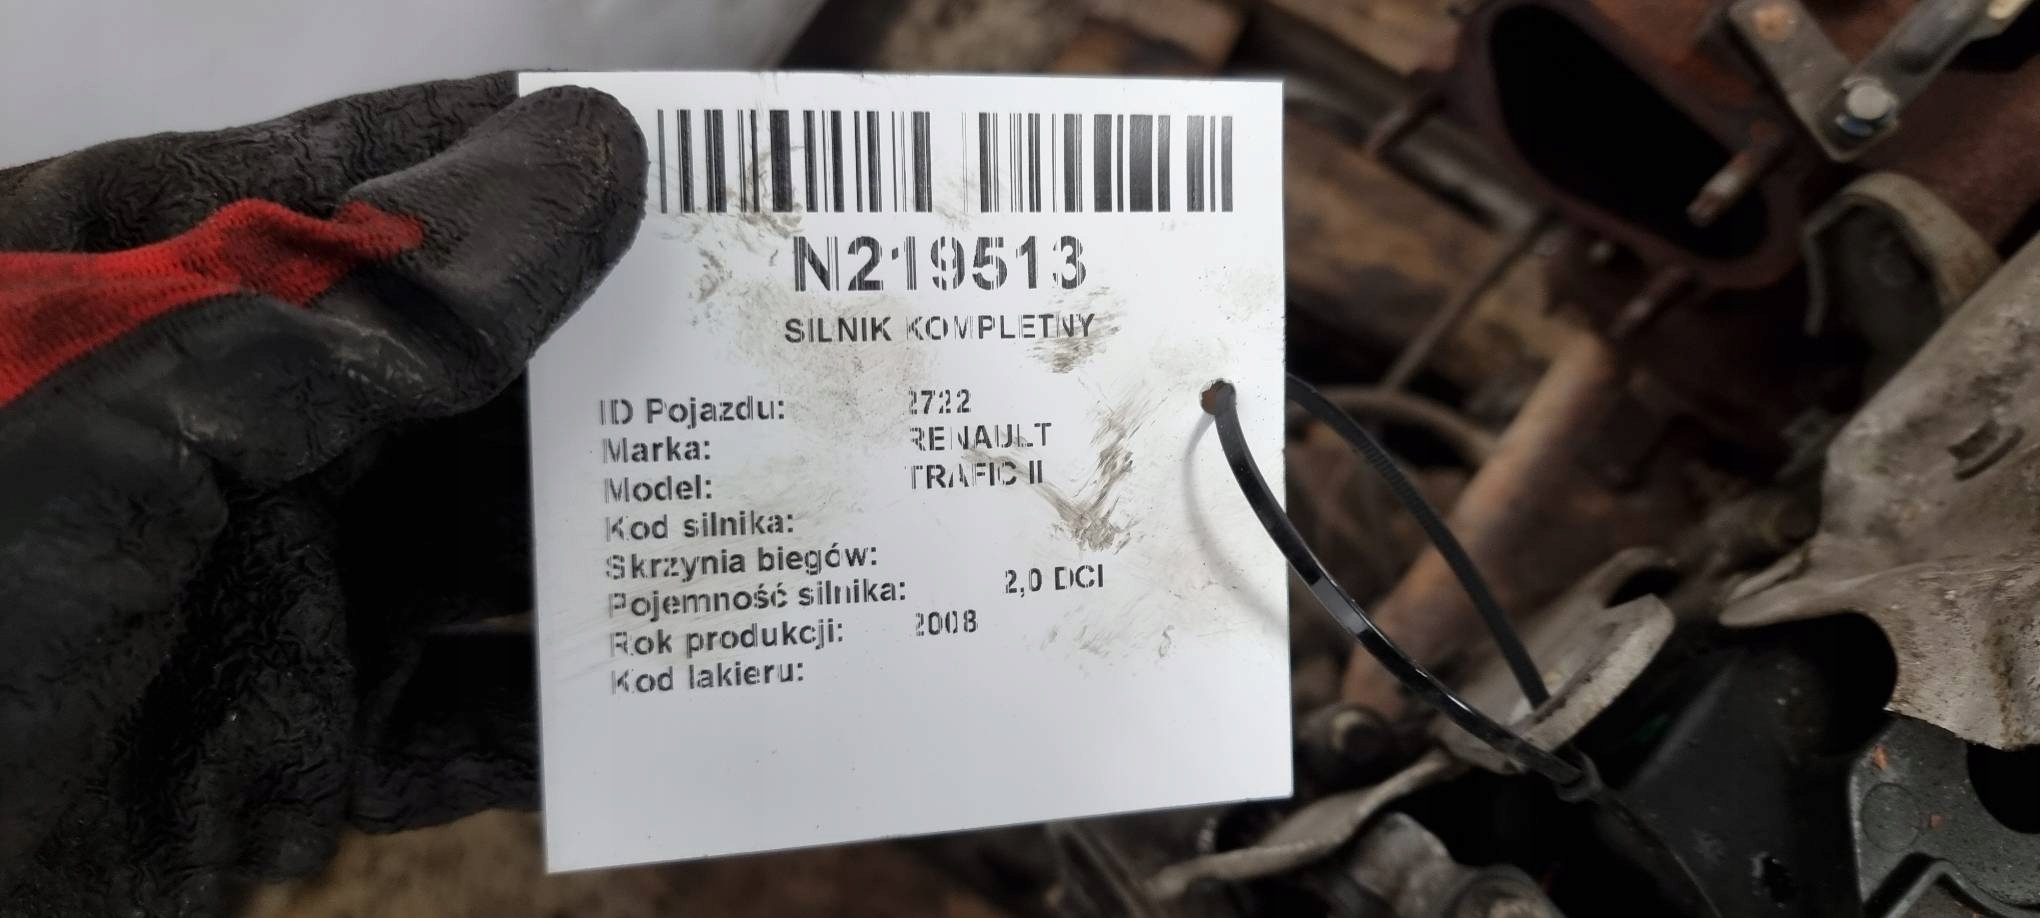 N219513
SILNIK KOMPLETNY
ID Pojazdu: 2722
Marka: RENAULT
Model: TRAFIC II
Kod silnika:
Skrzynia biegów:
Pojemność silnika: 2,0 DCI
Rok produkcji: 2008
Kod lakieru: